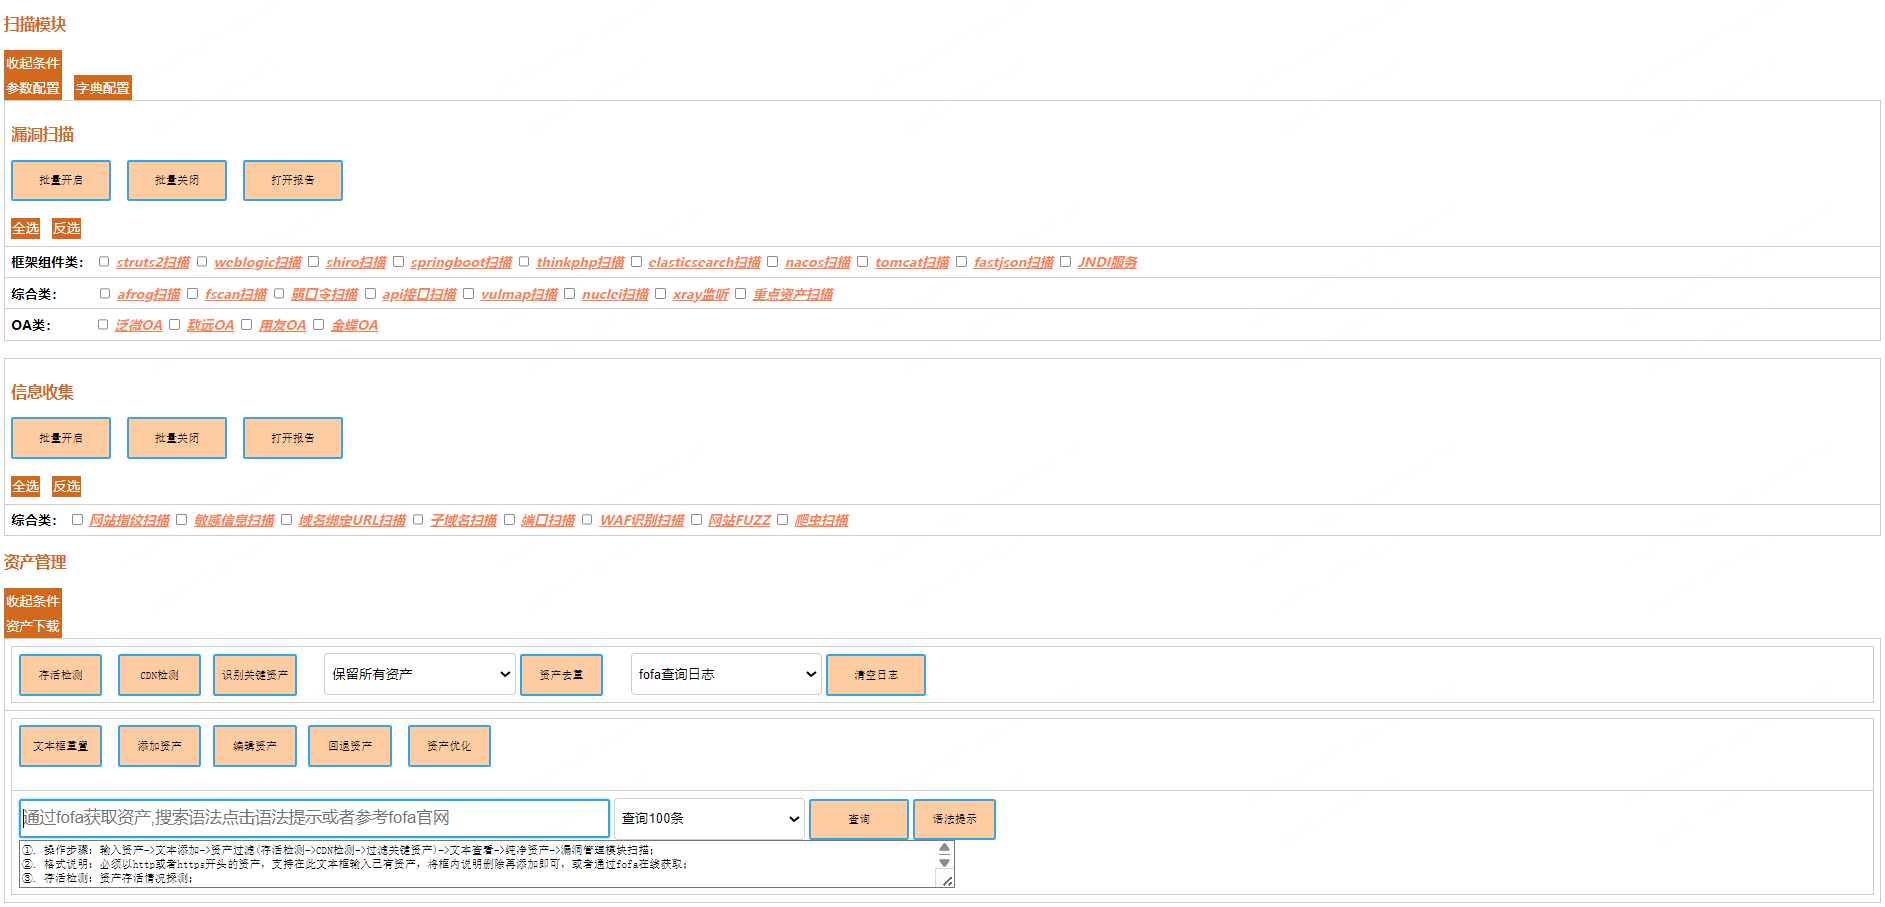 扫描模块
收起条件
参数配置 字典配置
漏洞扫描
批量开启 批量关闭 打开报告
全选 反选
框架组件类： struts2扫描 weblogic扫描 shiro扫描 springboot扫描 thinkphp扫描 elasticsearch扫描 nacos扫描 tomcat扫描 fastjson扫描 JNDI服务
综合类： afrog扫描 fscan扫描 弱口令扫描 api接口扫描 vulmap扫描 nuclei扫描 xray监听 重点资产扫描
OA类： 泛微OA 致远OA 用友OA 金蝶OA
信息收集
批量开启 批量关闭 打开报告
全选 反选
综合类： 网站指纹扫描 敏感信息扫描 域名绑定URL扫描 子域名扫描 端口扫描 WAF识别扫描 网站FUZZ 爬虫扫描
资产管理
收起条件
资产下载
存活检测 CDN检测 识别关键资产 保留所有资产 资产去重 fofa查询日志 清空日志
文本框重置 添加资产 编辑资产 回退资产 资产优化
通过fofa获取资产,搜索语法点击语法提示或者参考fofa官网 查询100条 查询 语法提示
①. 操作步骤：输入资产->文本添加->资产过滤(存活检测->CDN检测->过滤关键资产)->文本查看->纯净资产->漏洞管理模块扫描；
②. 格式说明：必须以http或者https开头的资产，支持在此文本框输入已有资产，将框内说明删除再添加即可，或者通过fofa在线获取；
③. 存活检测：资产存活情况探测；